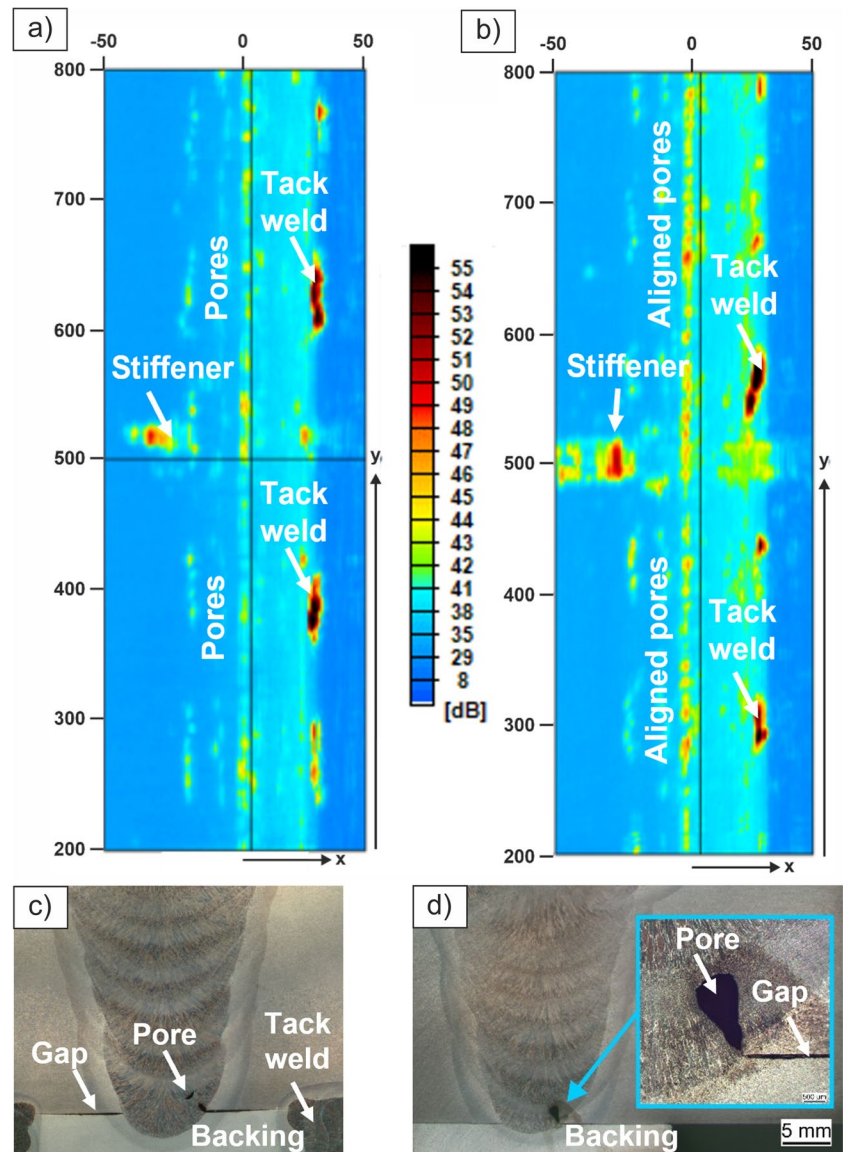 a)
-50 0 50
800
700
600
500
400
300
200
Tack
weld
Pores
Stiffener
Tack
weld
Pores
y
x
55
54
53
52
51
50
49
48
47
46
45
44
43
42
41
38
35
29
8
[dB]
b)
-50 0 50
800
700
600
500
400
300
200
Aligned pores
Tack
weld
Stiffener
Tack
weld
Aligned pores
y
x
c)
Gap
Pore
Tack
weld
Backing
d)
Pore
Gap
500 µm
Backing
5 mm